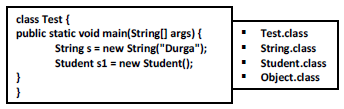 class Test {
public static void main(String[] args) {
String s = new String("Durga");
Student s1 = new Student();
}
}
▪ Test.class
▪ String.class
▪ Student.class
▪ Object.class